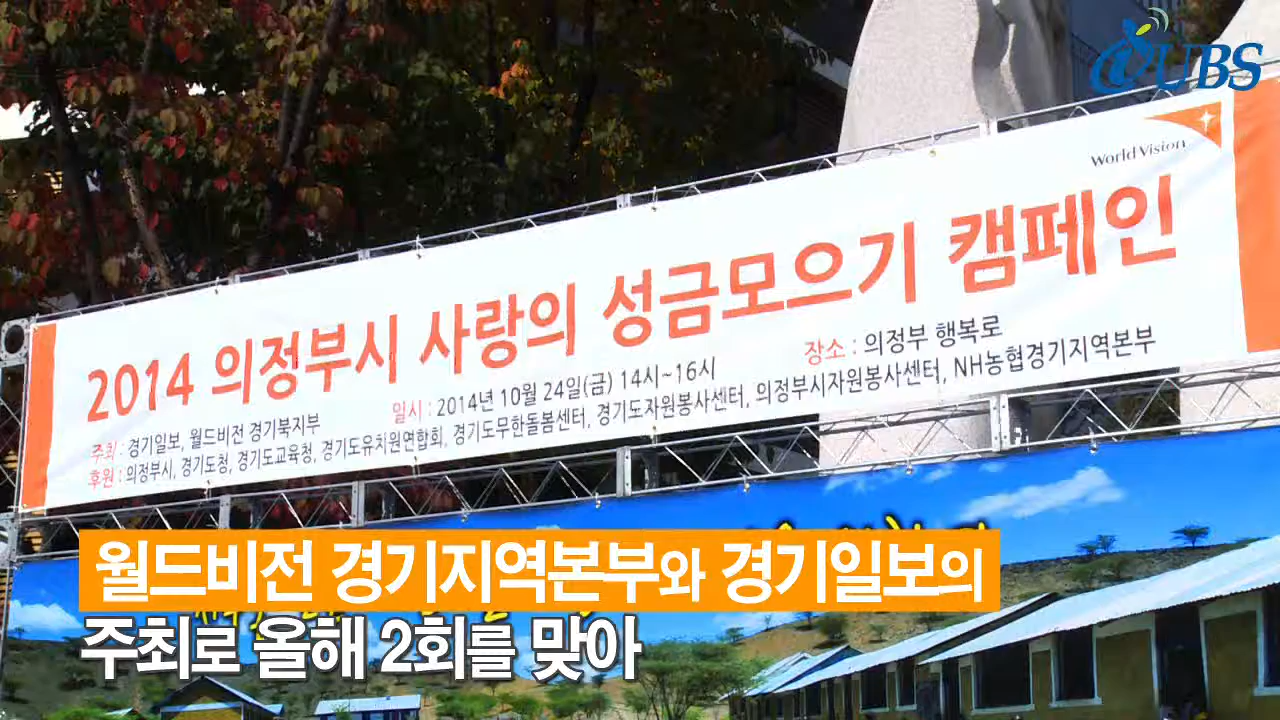 UBS
World Vision
2014 의정부시 사랑의 성금모으기 캠페인
일시 : 2014년 10월 24일(금) 14시~16시
장소 : 의정부 행복로
주최 : 경기일보, 월드비전 경기북지부
후원 : 의정부시, 경기도청, 경기도교육청, 경기도유치원연합회, 경기도무한돌봄센터, 경기도자원봉사센터, 의정부시자원봉사센터, NH농협경기지역본부
월드비전 경기지역본부와 경기일보의
주최로 올해 2회를 맞아